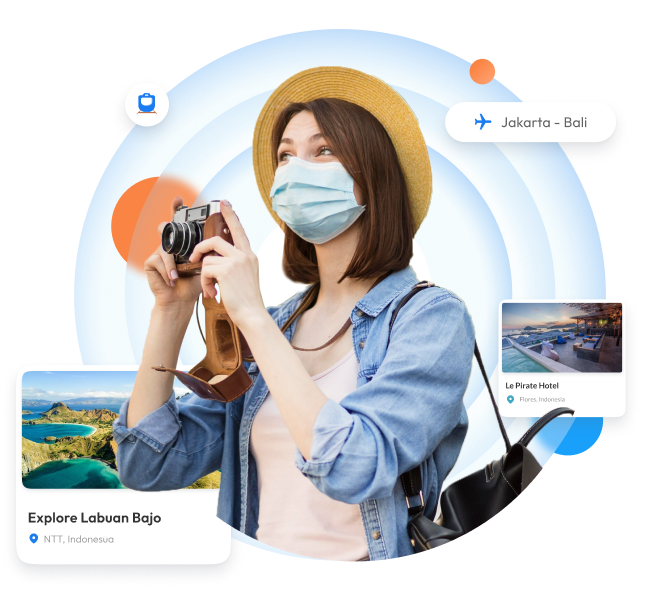 Jakarta - Bali
Le Pirate Hotel
Flores, Indonesia
Explore Labuan Bajo
NTT, Indonesua